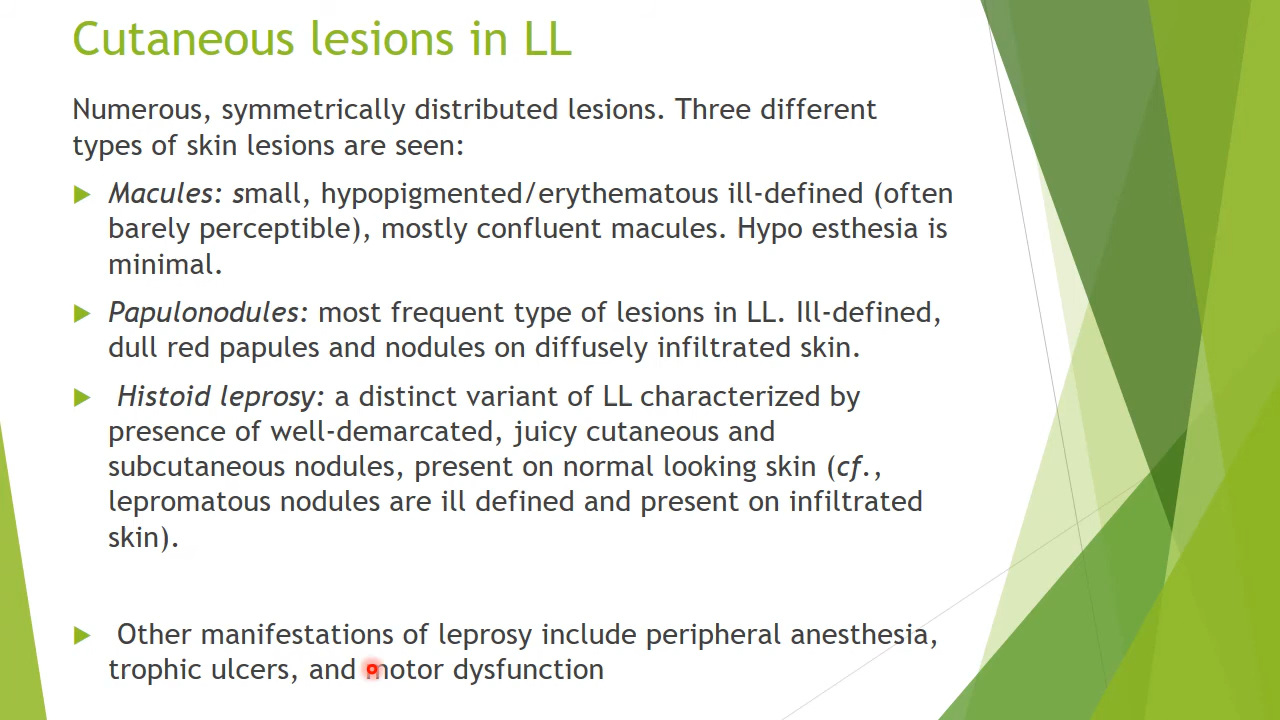 Cutaneous lesions in LL
Numerous, symmetrically distributed lesions. Three different
types of skin lesions are seen:
Macules: small, hypopigmented/erythematous ill-defined (often
barely perceptible), mostly confluent macules. Hypo esthesia is
minimal.
Papulonodules: most frequent type of lesions in LL. Ill-defined,
dull red papules and nodules on diffusely infiltrated skin.
Histoid leprosy: a distinct variant of LL characterized by
presence of well-demarcated, juicy cutaneous and
subcutaneous nodules, present on normal looking skin (cf.,
lepromatous nodules are ill defined and present on infiltrated
skin).
Other manifestations of leprosy include peripheral anesthesia,
trophic ulcers, and motor dysfunction